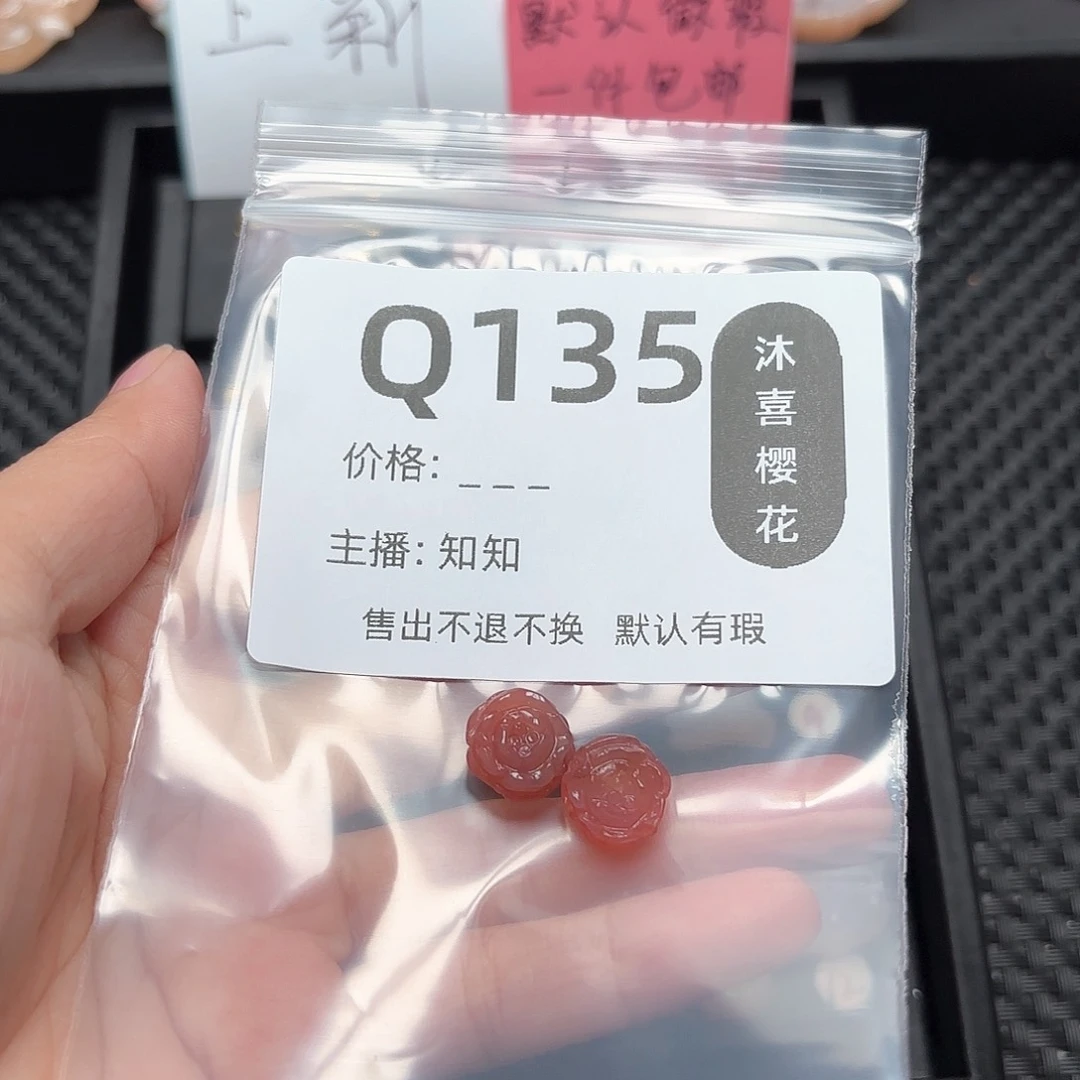 上新
默认微瑕
一件包邮
Q135
沐喜樱花
价格: _ _ _
主播: 知知
售出不退不换 默认有瑕